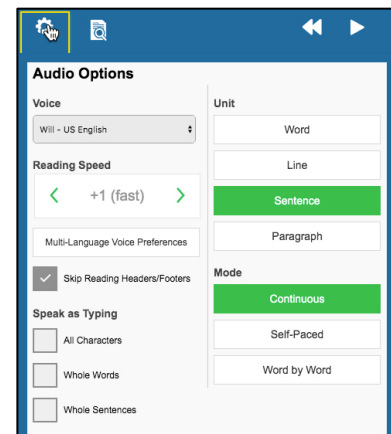 Audio Options
Voice
Will - US English
Reading Speed
+1 (fast)
Multi-Language Voice Preferences
Skip Reading Headers/Footers
Speak as Typing
All Characters
Whole Words
Whole Sentences
Unit
Word
Line
Sentence
Paragraph
Mode
Continuous
Self-Paced
Word by Word